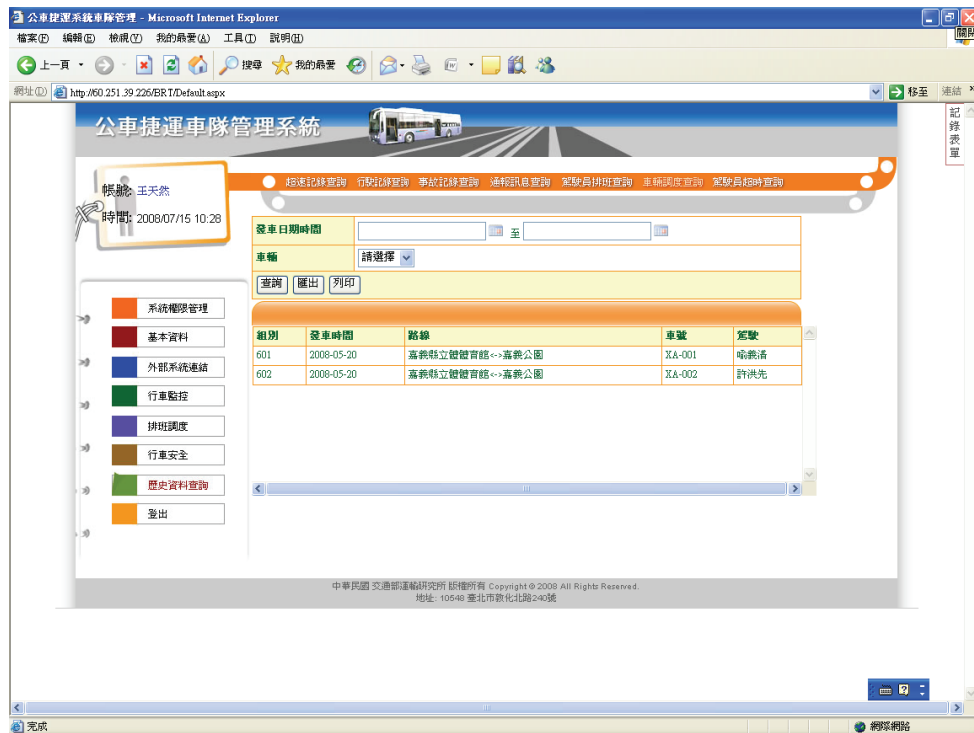 公車捷運系統車隊管理 - Microsoft Internet Explorer
檔案(F) 編輯(E) 檢視(V) 我的最愛(A) 工具(T) 說明(H)
上一頁 搜尋 我的最愛
網址(D) http://60.251.39.226/BRT/Default.aspx 移至 連結
公車捷運車隊管理系統
記錄表單
帳號: 王天然
時間: 2008/07/15 10:28
超速記錄查詢 行駛記錄查詢 事故記錄查詢 通報訊息查詢 駕駛員排班查詢 車輛調度查詢 駕駛員超時查詢
發車日期時間 至
車輛 請選擇
查詢 匯出 列印
系統權限管理
基本資料
外部系統連結
行車監控
排班調度
行車安全
歷史資料查詢
登出
組別 發車時間 路線 車號 駕駛
601 2008-05-20 嘉義縣立體體育館<->嘉義公園 XA-001
602 2008-05-20 嘉義縣立體體育館<->嘉義公園 XA-002 許洪先
中華民國 交通部運輸研究所 版權所有 Copyright © 2008 All Rights Reserved.
地址: 10548 臺北市敦化北路240號
完成 網際網路